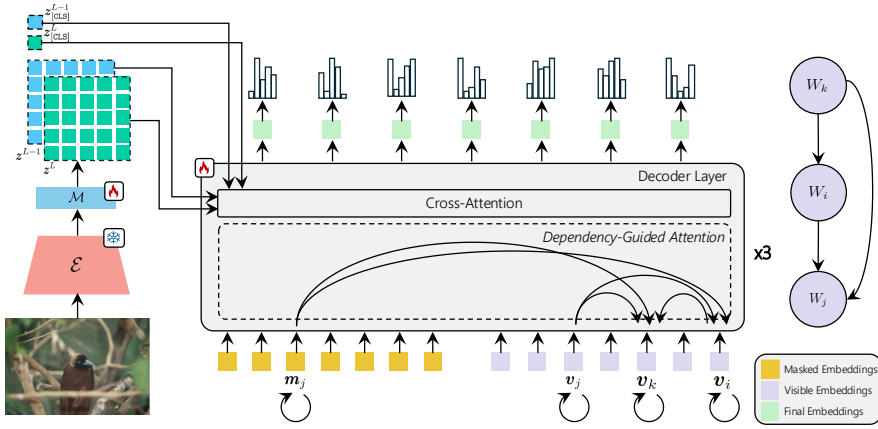 z^{L-1}_{[CLS]}
z^{L}_{[CLS]}
z^{L-1}
z^{L}
M
E
Decoder Layer
Cross-Attention
Dependency-Guided Attention
x3
m_j
v_j
v_k
v_i
W_k
W_i
W_j
Masked Embeddings
Visible Embeddings
Final Embeddings